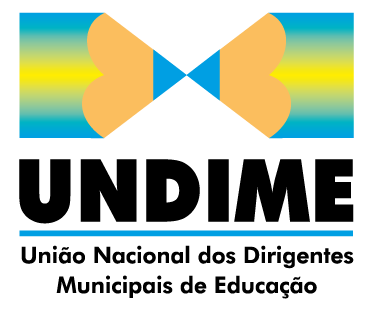 UNDIME
União Nacional dos Dirigentes
Municipais de Educação